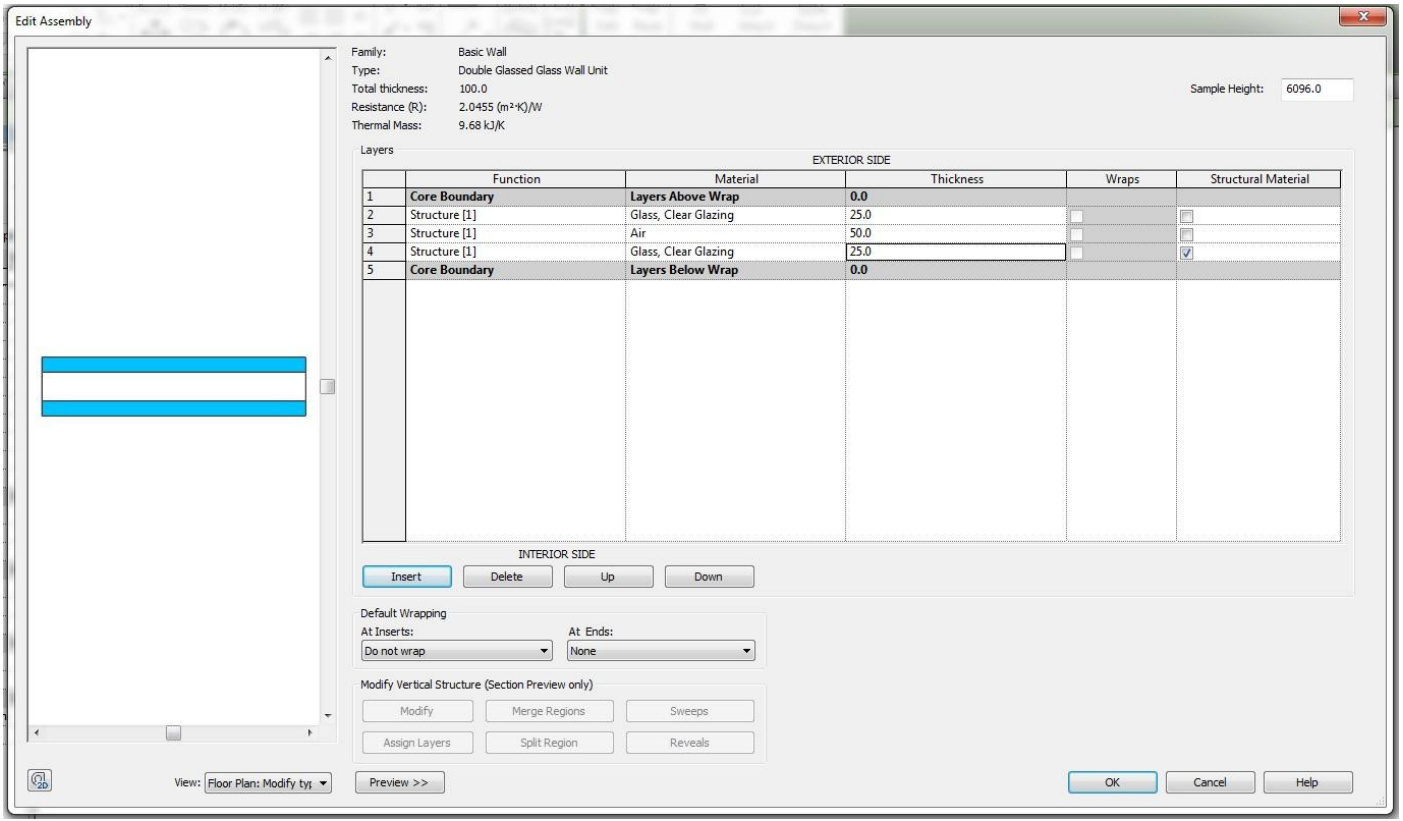 Edit Assembly
Family: Basic Wall
Type: Double Glassed Glass Wall Unit
Total thickness: 100.0
Resistance (R): 2.0455 (m²·K)/W
Thermal Mass: 9.68 kJ/K
Sample Height: 6096.0
Layers
EXTERIOR SIDE
Function Material Thickness Wraps Structural Material
1 Core Boundary Layers Above Wrap 0.0
2 Structure [1] Glass, Clear Glazing 25.0
3 Structure [1] Air 50.0
4 Structure [1] Glass, Clear Glazing 25.0
5 Core Boundary Layers Below Wrap 0.0
INTERIOR SIDE
Insert Delete Up Down
Default Wrapping
At Inserts: At Ends:
Do not wrap None
Modify Vertical Structure (Section Preview only)
Modify Merge Regions Sweeps
Assign Layers Split Region Reveals
2D View: Floor Plan: Modify ty Preview >> OK Cancel Help